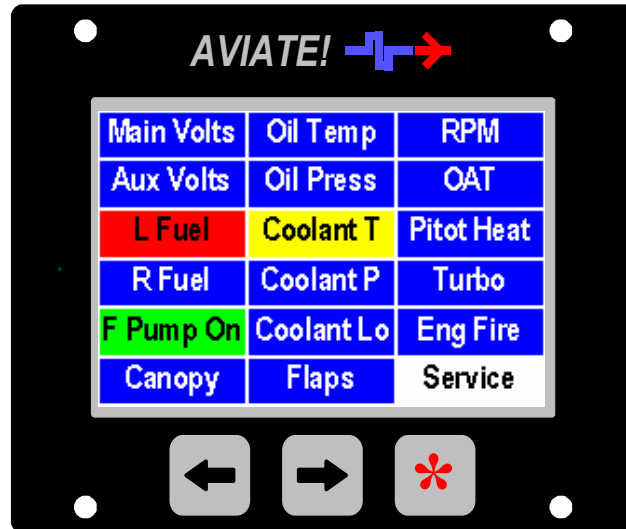 AVIATE!
Main Volts Oil Temp RPM
Aux Volts Oil Press OAT
L Fuel Coolant T Pitot Heat
R Fuel Coolant P Turbo
F Pump On Coolant Lo Eng Fire
Canopy Flaps Service
*